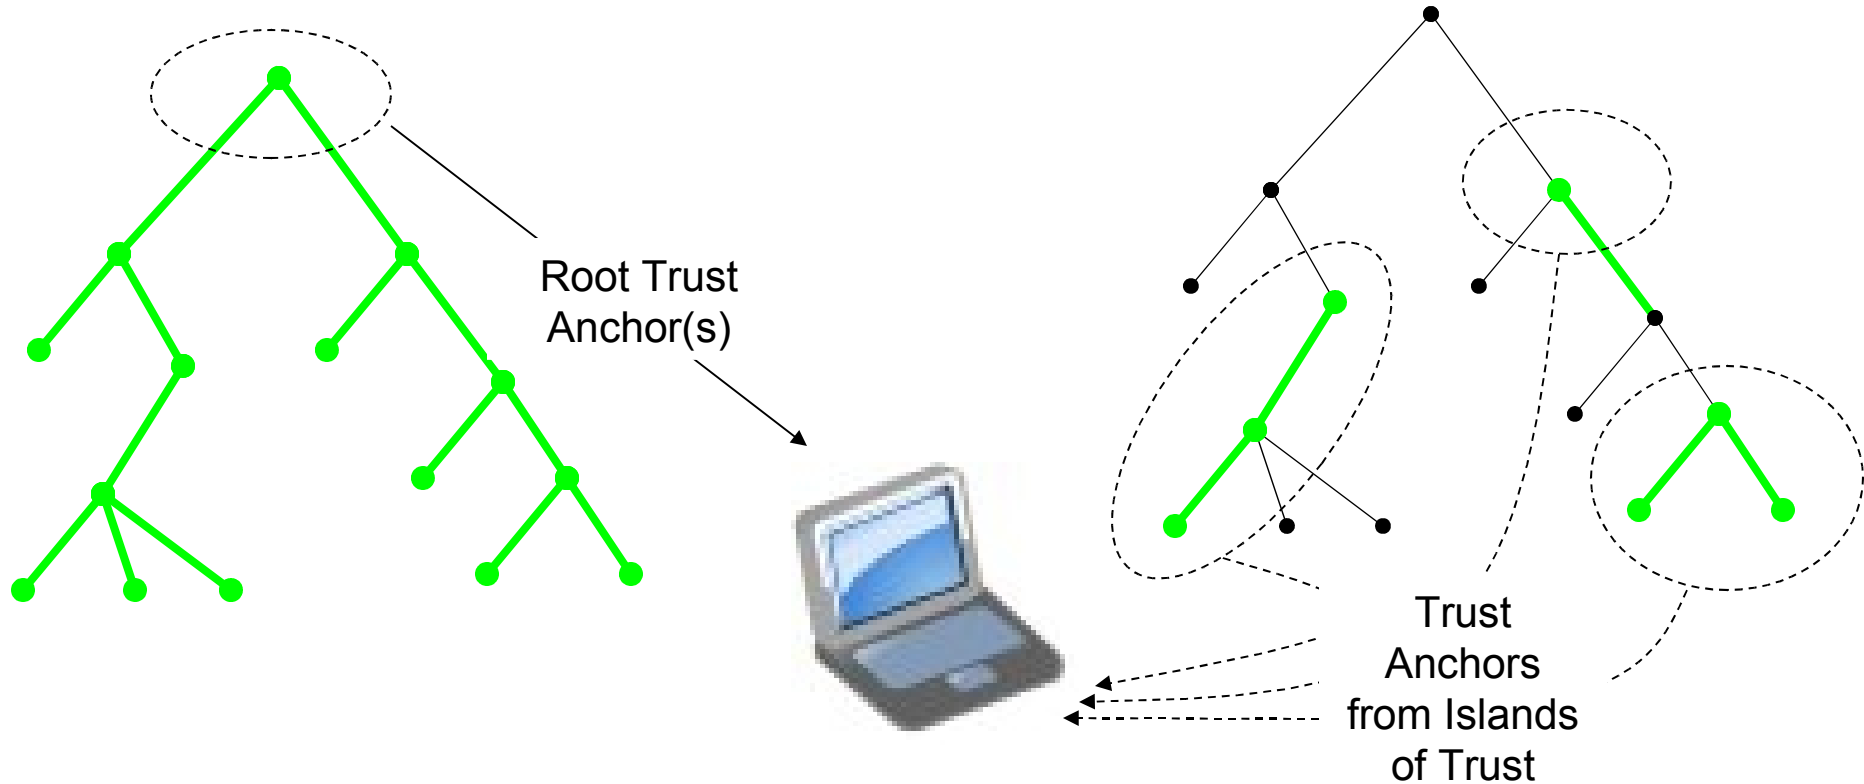 Root Trust
Anchor(s)
Trust
Anchors
from Islands
of Trust